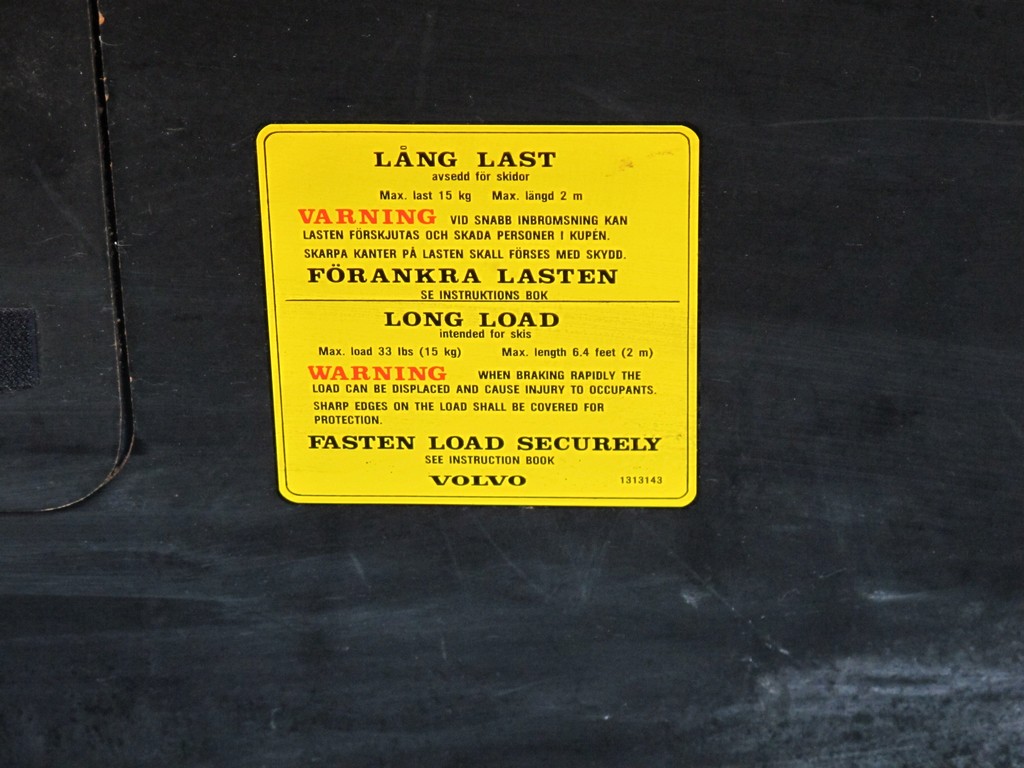 LÅNG LAST
avsedd för skidor
Max. last 15 kg Max. längd 2 m
VARNING VID SNABB INBROMSNING KAN
LASTEN FÖRSKJUTAS OCH SKADA PERSONER I KUPÉN.
SKARPA KANTER PÅ LASTEN SKALL FÖRSES MED SKYDD.
FÖRANKRA LASTEN
SE INSTRUKTIONS BOK
LONG LOAD
intended for skis
Max. load 33 lbs (15 kg) Max. length 6.4 feet (2 m)
WARNING WHEN BRAKING RAPIDLY THE
LOAD CAN BE DISPLACED AND CAUSE INJURY TO OCCUPANTS.
SHARP EDGES ON THE LOAD SHALL BE COVERED FOR
PROTECTION.
FASTEN LOAD SECURELY
SEE INSTRUCTION BOOK
VOLVO 1313143